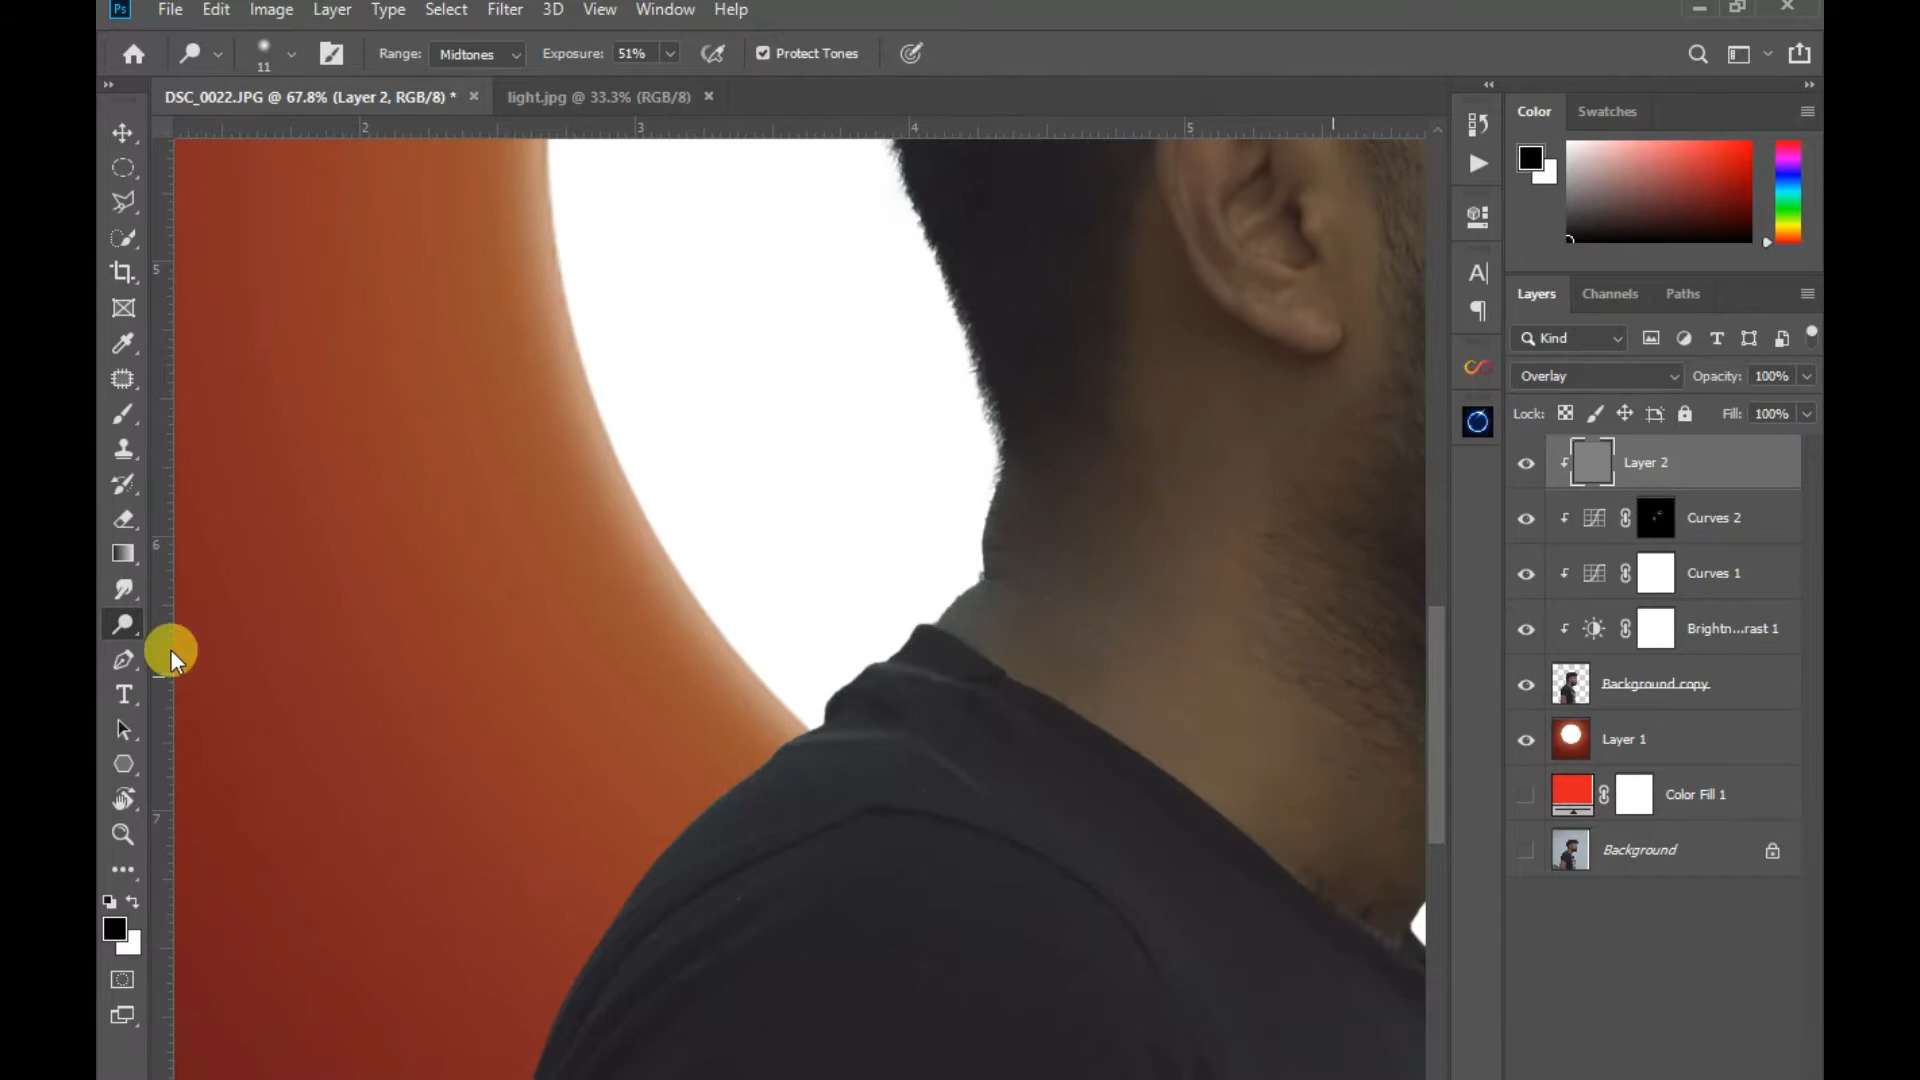 Ps File Edit Image Layer Type Select Filter 3D View Window Help
11 Range: Midtones Exposure: 51% Protect Tones
DSC_0022.JPG @ 67.8% (Layer 2, RGB/8) * × light.jpg @ 33.3% (RGB/8) ×
2 3 4 5
5
6
7
T
A|
Color Swatches
Layers Channels Paths
Kind
Overlay Opacity: 100%
Lock: Fill: 100%
Layer 2
Curves 2
Curves 1
Brightn...rast 1
Background copy
Layer 1
Color Fill 1
Background